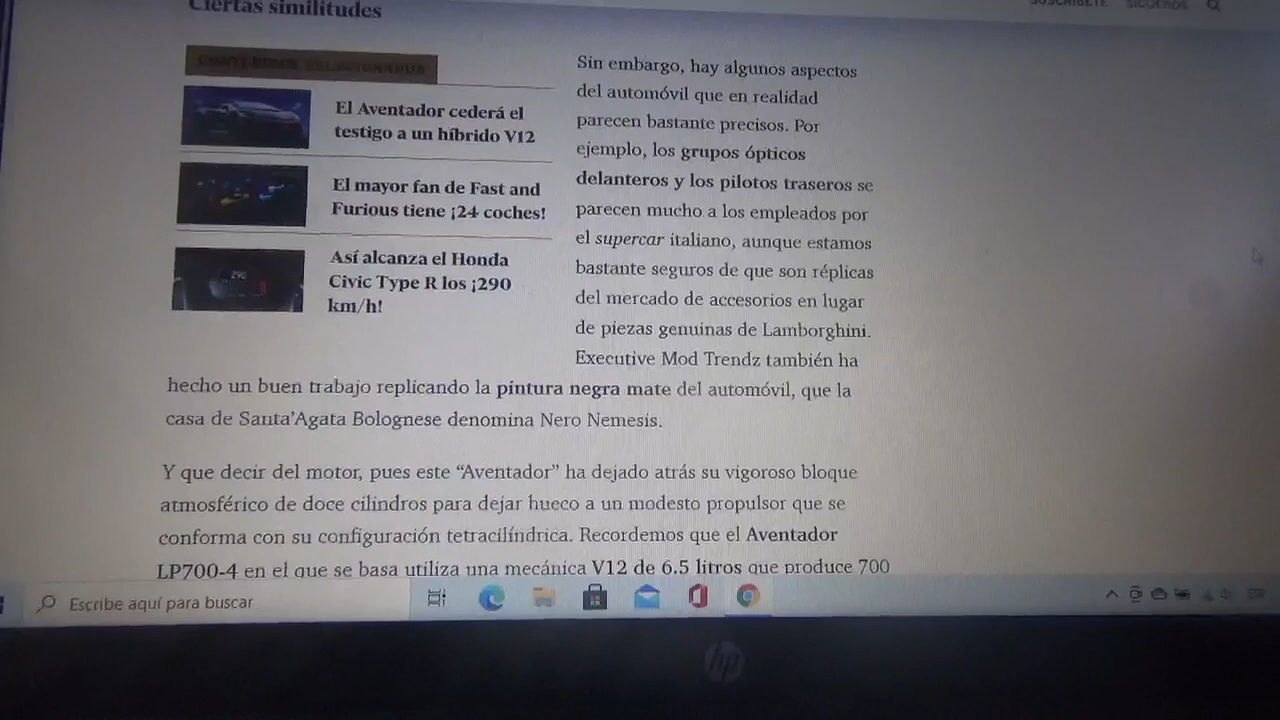 Ciertas similitudes
SUSCRÍBETE SÍGUENOS
CONTENIDO RELACIONADO
El Aventador cederá el
testigo a un híbrido V12
El mayor fan de Fast and
Furious tiene ¡24 coches!
290
Así alcanza el Honda
Civic Type R los ¡290
km/h!
Sin embargo, hay algunos aspectos
del automóvil que en realidad
parecen bastante precisos. Por
ejemplo, los grupos ópticos
delanteros y los pilotos traseros se
parecen mucho a los empleados por
el supercar italiano, aunque estamos
bastante seguros de que son réplicas
del mercado de accesorios en lugar
de piezas genuinas de Lamborghini.
Executive Mod Trendz también ha
hecho un buen trabajo replicando la pintura negra mate del automóvil, que la
casa de Santa'Agata Bolognese denomina Nero Nemesis.
Y que decir del motor, pues este “Aventador” ha dejado atrás su vigoroso bloque
atmosférico de doce cilindros para dejar hueco a un modesto propulsor que se
conforma con su configuración tetracilíndrica. Recordemos que el Aventador
LP700-4 en el que se basa utiliza una mecánica V12 de 6.5 litros que produce 700
Escribe aquí para buscar
hp